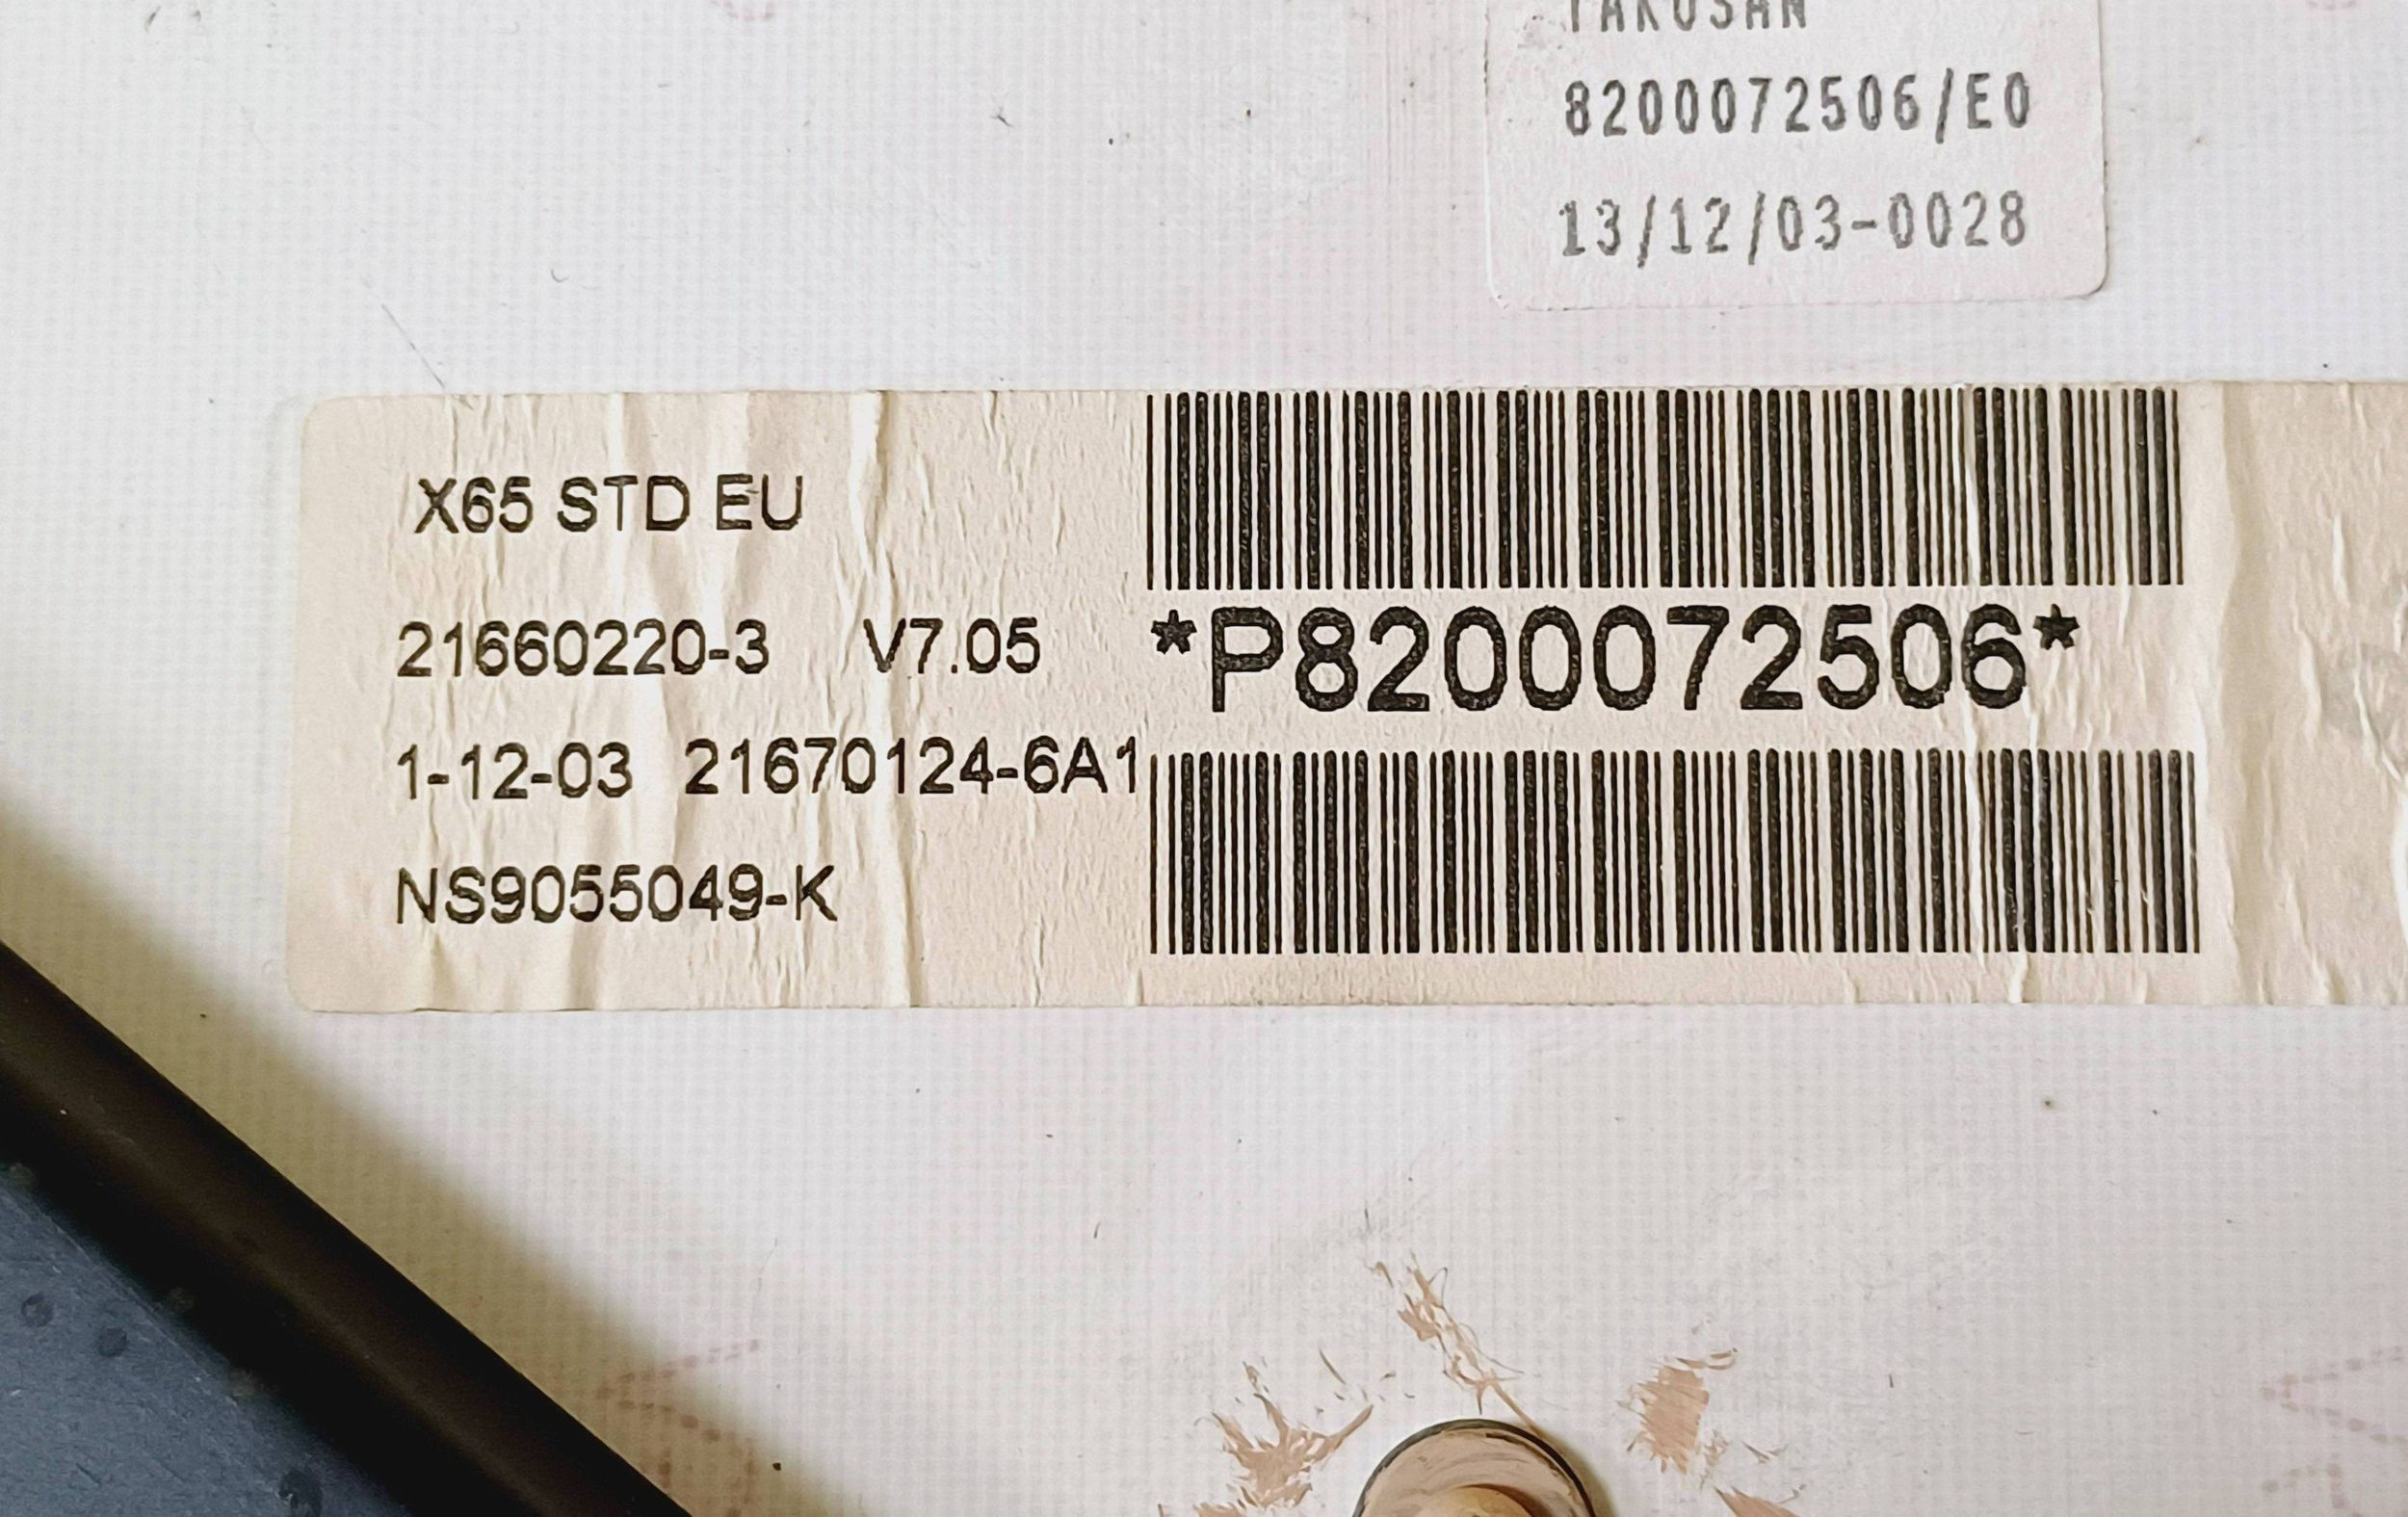 8200072506/E0
13/12/03-0028
X65 STD EU
21660220-3 V7.05
1-12-03 21670124-6A1
NS9055049-K
*P8200072506*